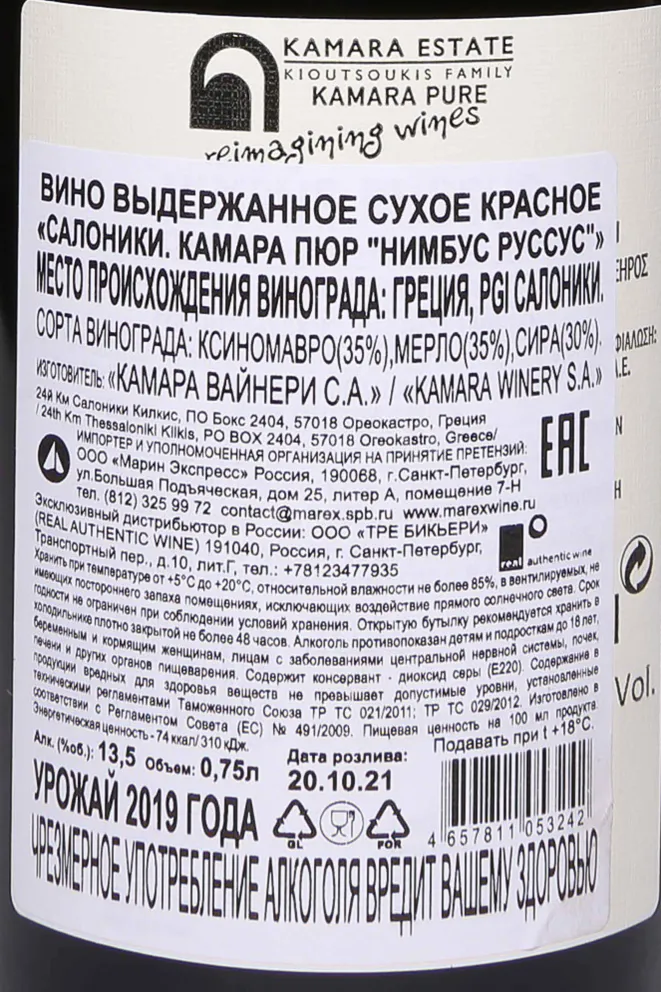 KAMARA ESTATE
KIOUTSOUKIS FAMILY
KAMARA PURE
reimagining wines
ВИНО ВЫДЕРЖАННОЕ СУХОЕ КРАСНОЕ
«САЛОНИКИ. КАМАРА ПЮР "НИМБУС РУССУС"»
МЕСТО ПРОИСХОЖДЕНИЯ ВИНОГРАДА: ГРЕЦИЯ, PGI САЛОНИКИ.
СОРТА ВИНОГРАДА: КСИНОМАВРО(35%),МЕРЛО(35%),СИРА(30%).
ИЗГОТОВИТЕЛЬ: «КАМАРА ВАЙНЕРИ С.А.» / «KAMARA WINERY S.A.»
24й Км Салоники Килкис, ПО Бокс 2404, 57018 Ореокастро, Греция
/ 24th Km Thessaloniki Kilkis, PO BOX 2404, 57018 Oreokastro, Greece/
ИМПОРТЕР И УПОЛНОМОЧЕННАЯ ОРГАНИЗАЦИЯ НА ПРИНЯТИЕ ПРЕТЕНЗИЙ:
ООО «Марин Экспресс» Россия, 190068, г.Санкт-Петербург,
ул.Большая Подъяческая, дом 25, литер А, помещение 7-Н
тел. (812) 325 99 72 contact@marex.spb.ru www.marexwine.ru
EAC
Эксклюзивный дистрибьютор в России: ООО «ТРЕ БИКЬЕРИ»
(REAL AUTHENTIC WINE) 191040, Россия, г. Санкт-Петербург,
Транспортный пер., д.10, лит.Г, тел.: +78123477935
real authentic wine
Хранить при температуре от +5°С до +20°С, относительной влажности не более 85%, в вентилируемых, не
имеющих постороннего запаха помещениях, исключающих воздействие прямого солнечного света. Срок
годности не ограничен при соблюдении условий хранения. Открытую бутылку рекомендуется хранить в
холодильнике плотно закрытой не более 48 часов. Алкоголь противопоказан детям и подросткам до 18 лет,
беременным и кормящим женщинам, лицам с заболеваниями центральной нервной системы, почек,
печени и других органов пищеварения. Содержит консервант - диоксид серы (Е220). Содержание в
продукции вредных для здоровья веществ не превышает допустимые уровни, установленные
техническими регламентами Таможенного Союза ТР ТС 021/2011; ТР ТС 029/2012. Изготовлено в
соответствии с Регламентом Совета (ЕС) № 491/2009. Пищевая ценность на 100 мл продукта
Энергетическая ценность - 74 ккал/ 310 кДж.
Подавать при t +18°С.
Алк. (%об.): 13,5 Объем: 0,75л
Дата розлива:
20.10.21
УРОЖАЙ 2019 ГОДА
GL
FOR
4 657811 053242
ЧРЕЗМЕРНОЕ УПОТРЕБЛЕНИЕ АЛКОГОЛЯ ВРЕДИТ ВАШЕМУ ЗДОРОВЬЮ
Vol.